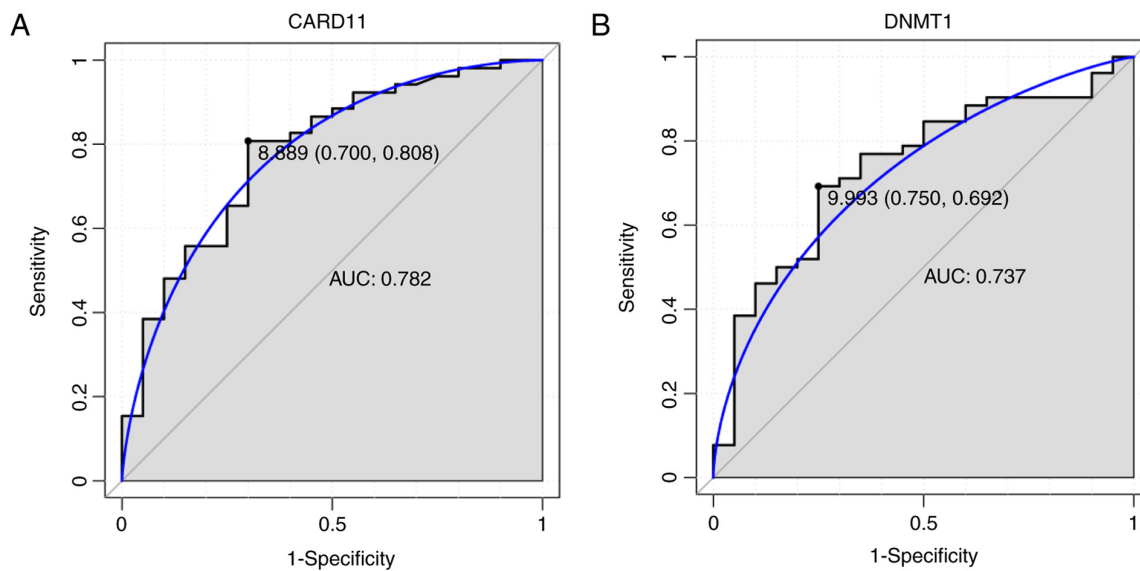 A
CARD11
1
0.8
0.6
0.4
0.2
0
Sensitivity
8.889 (0.700, 0.808)
AUC: 0.782
0
0.5
1
1-Specificity
B
DNMT1
1
0.8
0.6
0.4
0.2
0
Sensitivity
9.993 (0.750, 0.692)
AUC: 0.737
0
0.5
1
1-Specificity